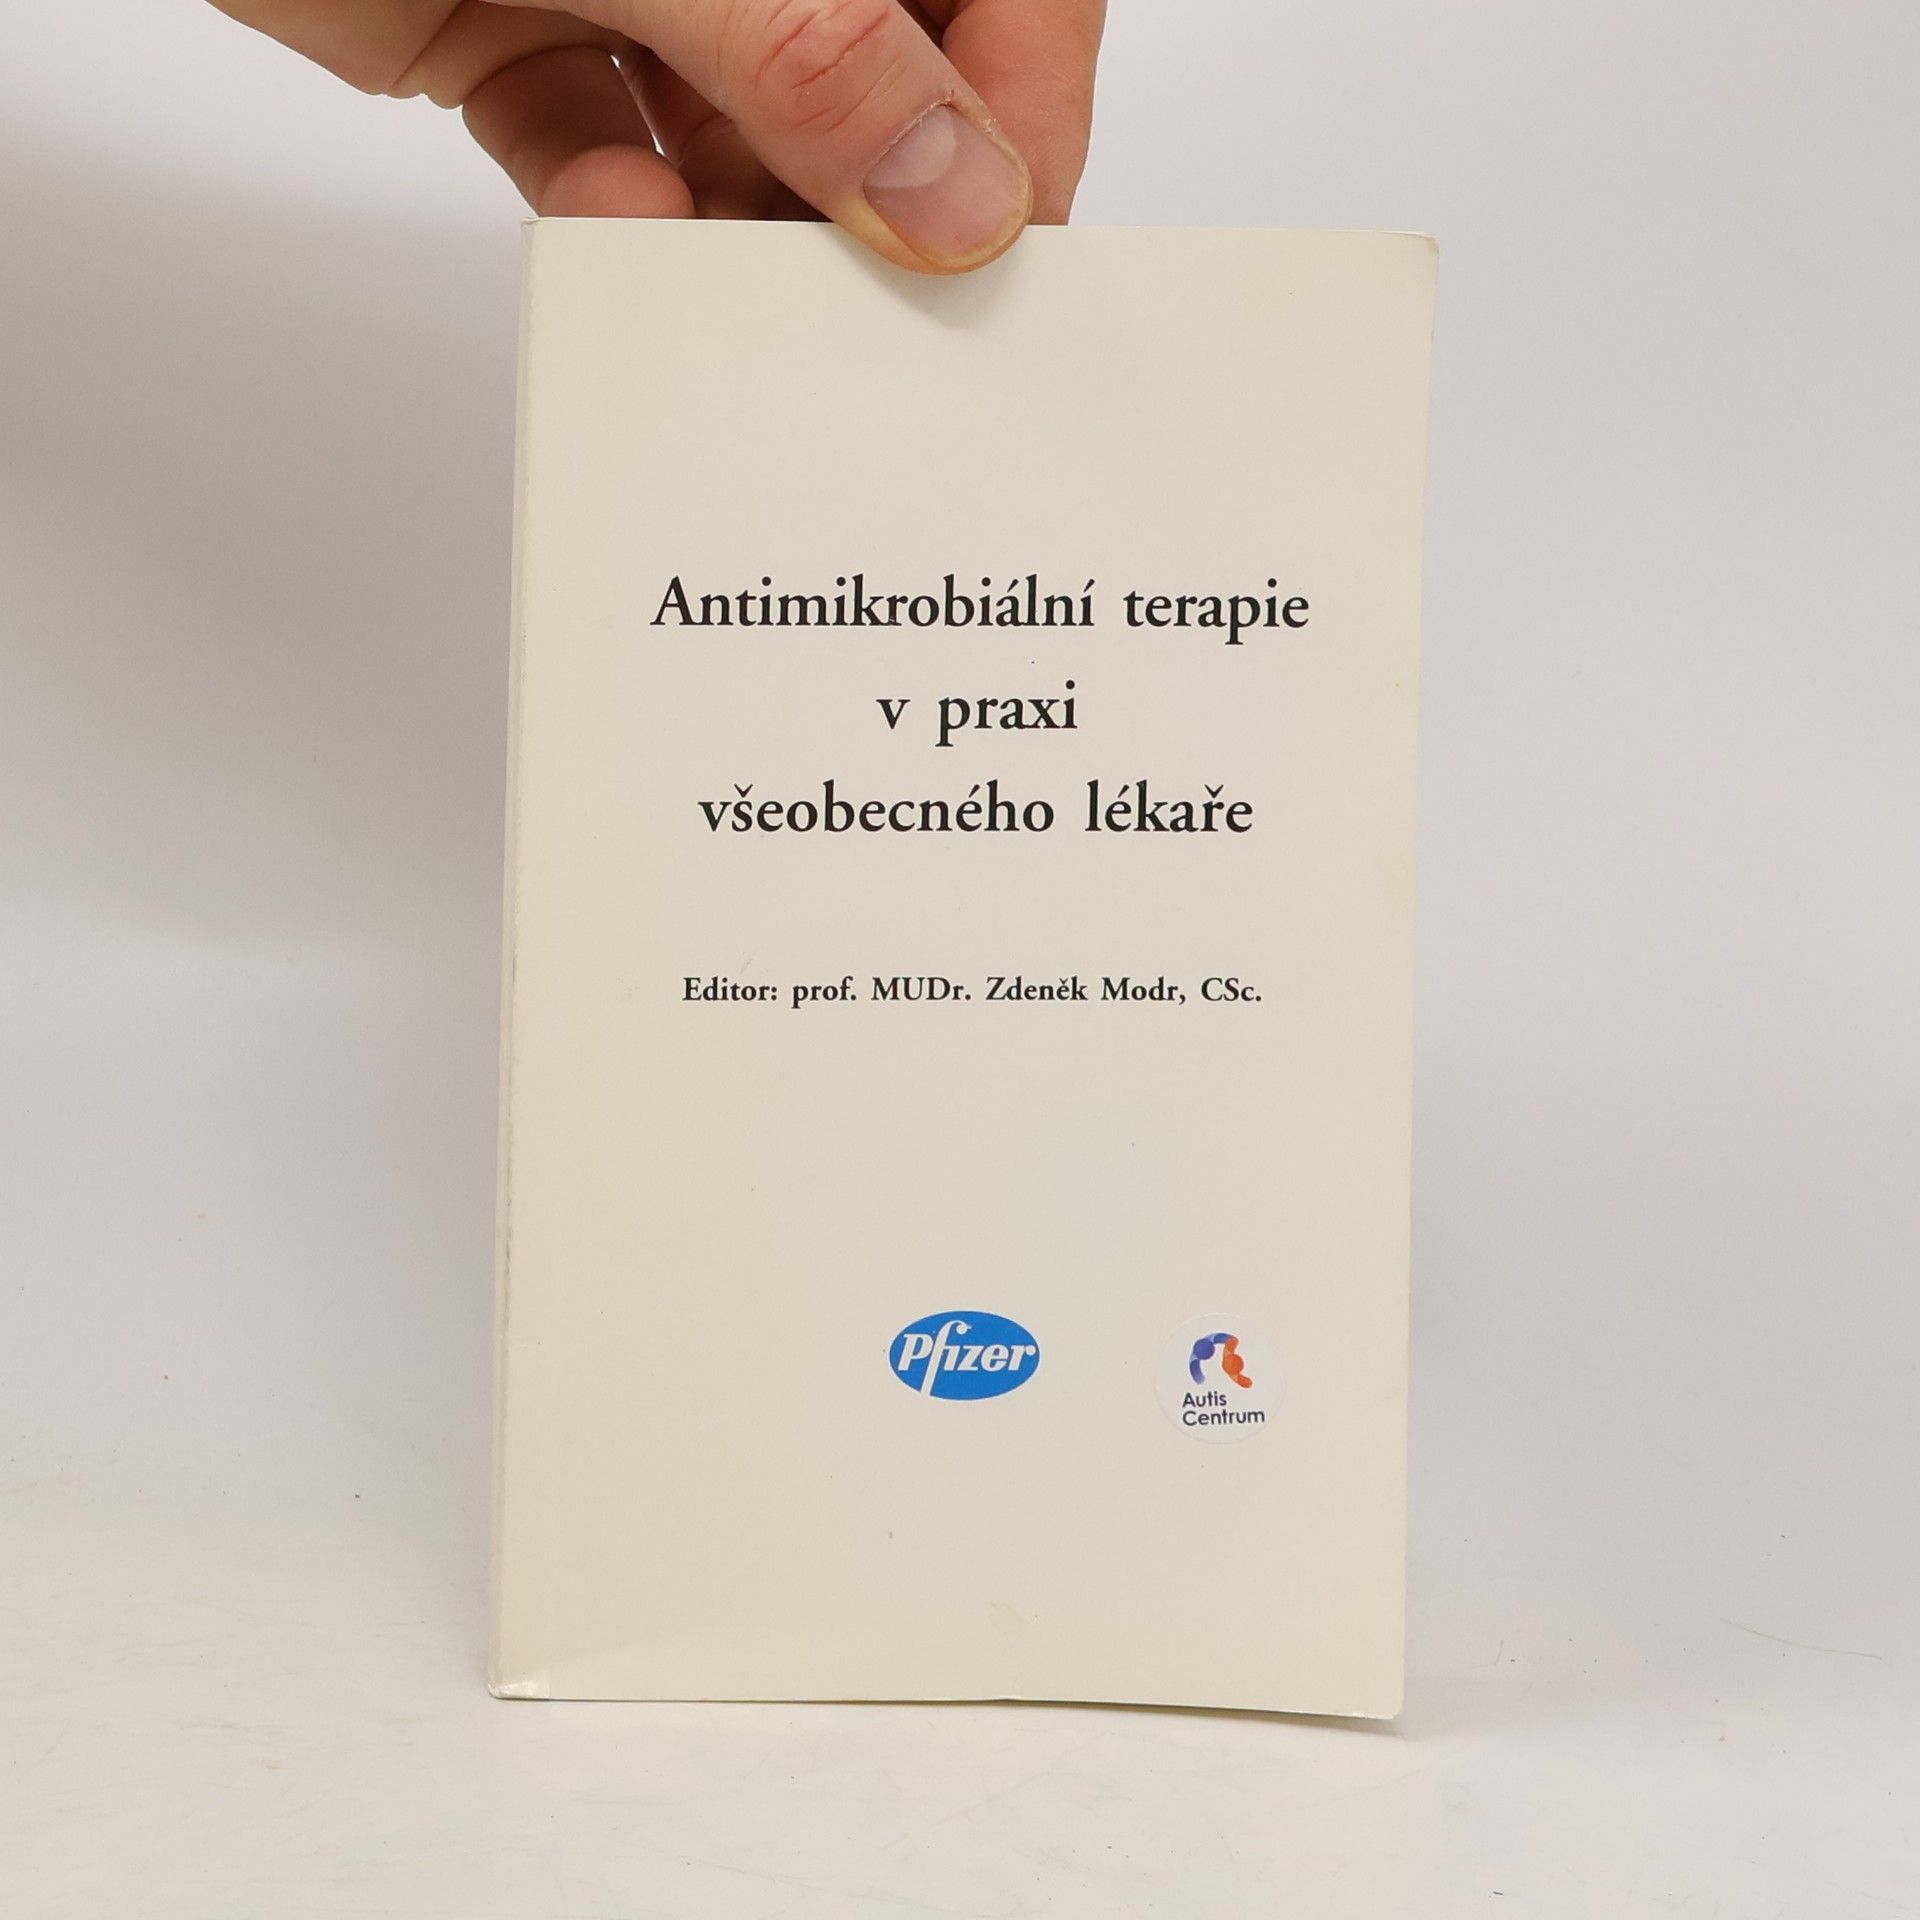 Antimikrobiální terapie
v praxi
všeobecného lékaře
Editor: prof. MUDr. Zdeněk Modr, CSc.
Pfizer
Autis
Centrum